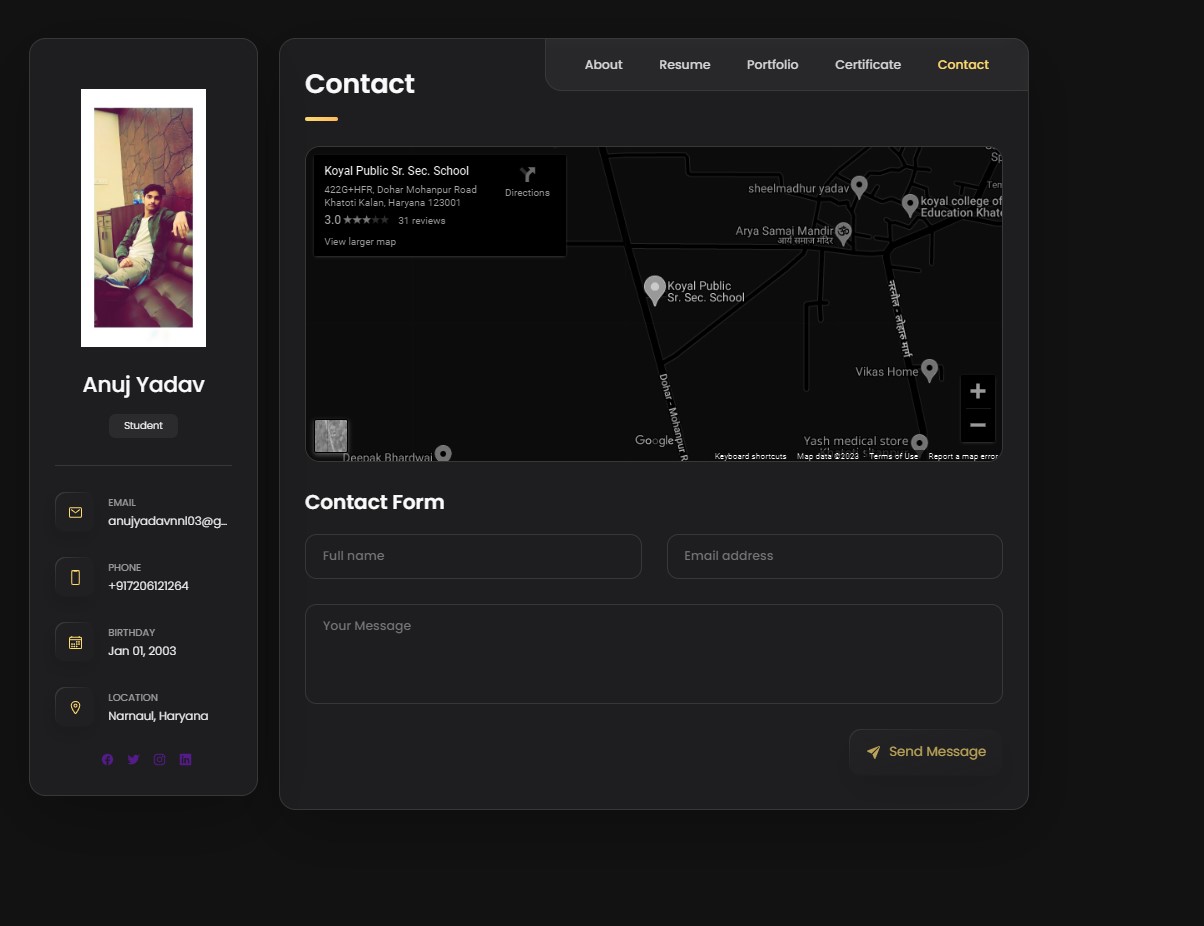 Anuj Yadav
Student
EMAIL
anujyadavnnl03@g...
PHONE
+917206121264
BIRTHDAY
Jan 01, 2003
LOCATION
Narnaul, Haryana
About Resume Portfolio Certificate Contact
Contact
Koyal Public Sr. Sec. School
422G+HFR, Dohar Mohanpur Road
Khatoti Kalan, Haryana 123001
3.0 31 reviews
View larger map
Directions
sheelmadhur yadav
koyal college of
Education Khato
Tem
Sp
Arya Samaj Mandir
आर्य समाज मंदिर
Koyal Public
Sr. Sec. School
नारनौल - लोहारू मार्ग
Vikas Home
Dohar - Mohanpur R
Google
Yash medical store
Deepak Bhardwaj
Keyboard shortcuts Map data ©2023 Terms of Use Report a map error
Contact Form
Full name
Email address
Your Message
Send Message